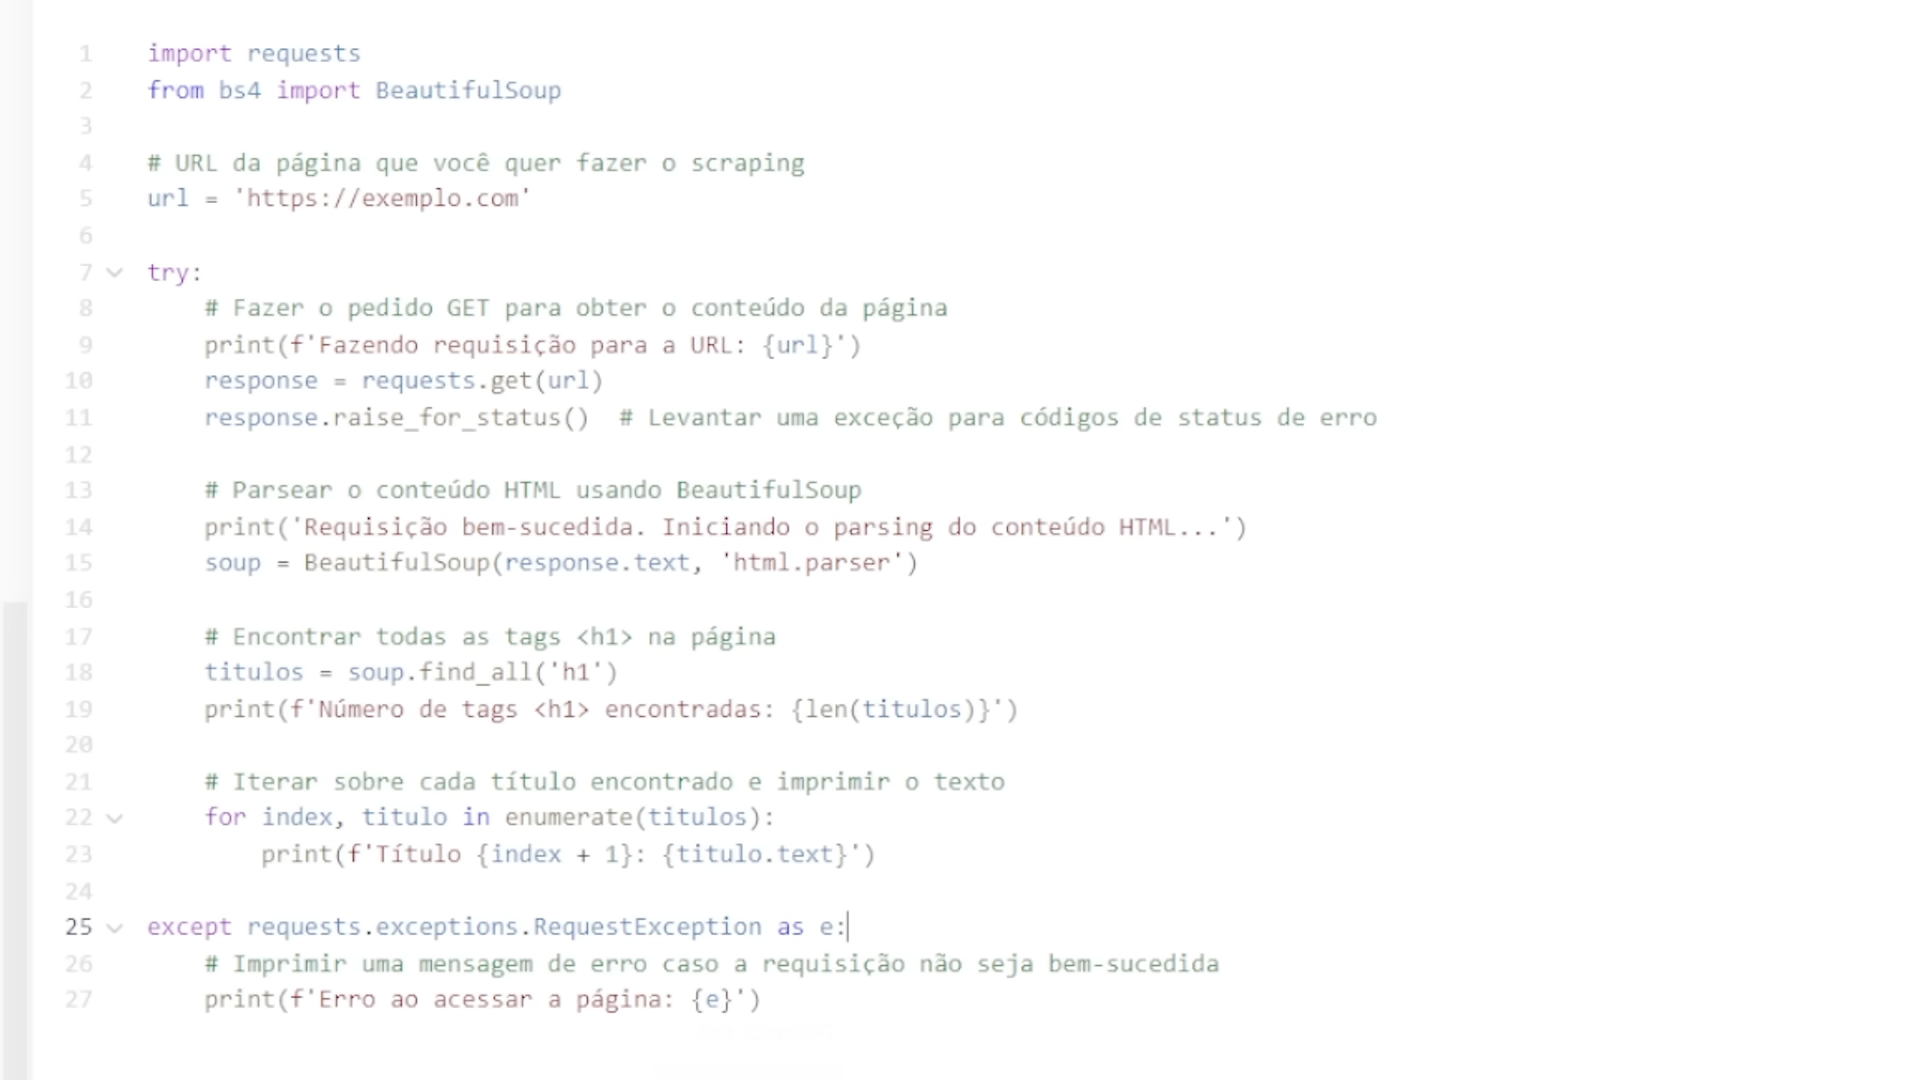 1 import requests
2 from bs4 import BeautifulSoup
3
4 # URL da página que você quer fazer o scraping
5 url = 'https://exemplo.com'
6
7 try:
8     # Fazer o pedido GET para obter o conteúdo da página
9     print(f'Fazendo requisição para a URL: {url}')
10     response = requests.get(url)
11     response.raise_for_status()  # Levantar uma exceção para códigos de status de erro
12
13     # Parsear o conteúdo HTML usando BeautifulSoup
14     print('Requisição bem-sucedida. Iniciando o parsing do conteúdo HTML...')
15     soup = BeautifulSoup(response.text, 'html.parser')
16
17     # Encontrar todas as tags <h1> na página
18     titulos = soup.find_all('h1')
19     print(f'Número de tags <h1> encontradas: {len(titulos)}')
20
21     # Iterar sobre cada título encontrado e imprimir o texto
22     for index, titulo in enumerate(titulos):
23         print(f'Título {index + 1}: {titulo.text}')
24
25 except requests.exceptions.RequestException as e:
26     # Imprimir uma mensagem de erro caso a requisição não seja bem-sucedida
27     print(f'Erro ao acessar a página: {e}')